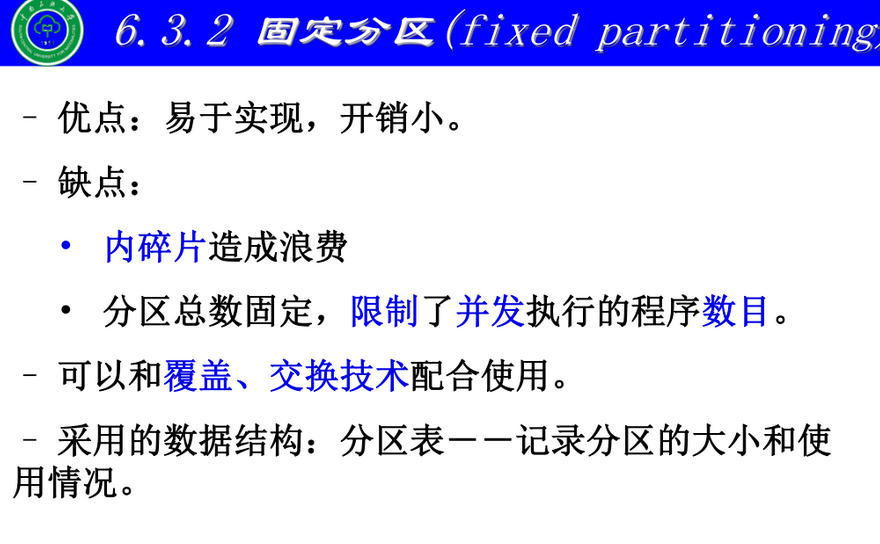 6.3.2 固定分区(fixed partitioning)
– 优点：易于实现，开销小。
– 缺点：
• 内碎片造成浪费
• 分区总数固定，限制了并发执行的程序数目。
– 可以和覆盖、交换技术配合使用。
– 采用的数据结构：分区表－－记录分区的大小和使
用情况。